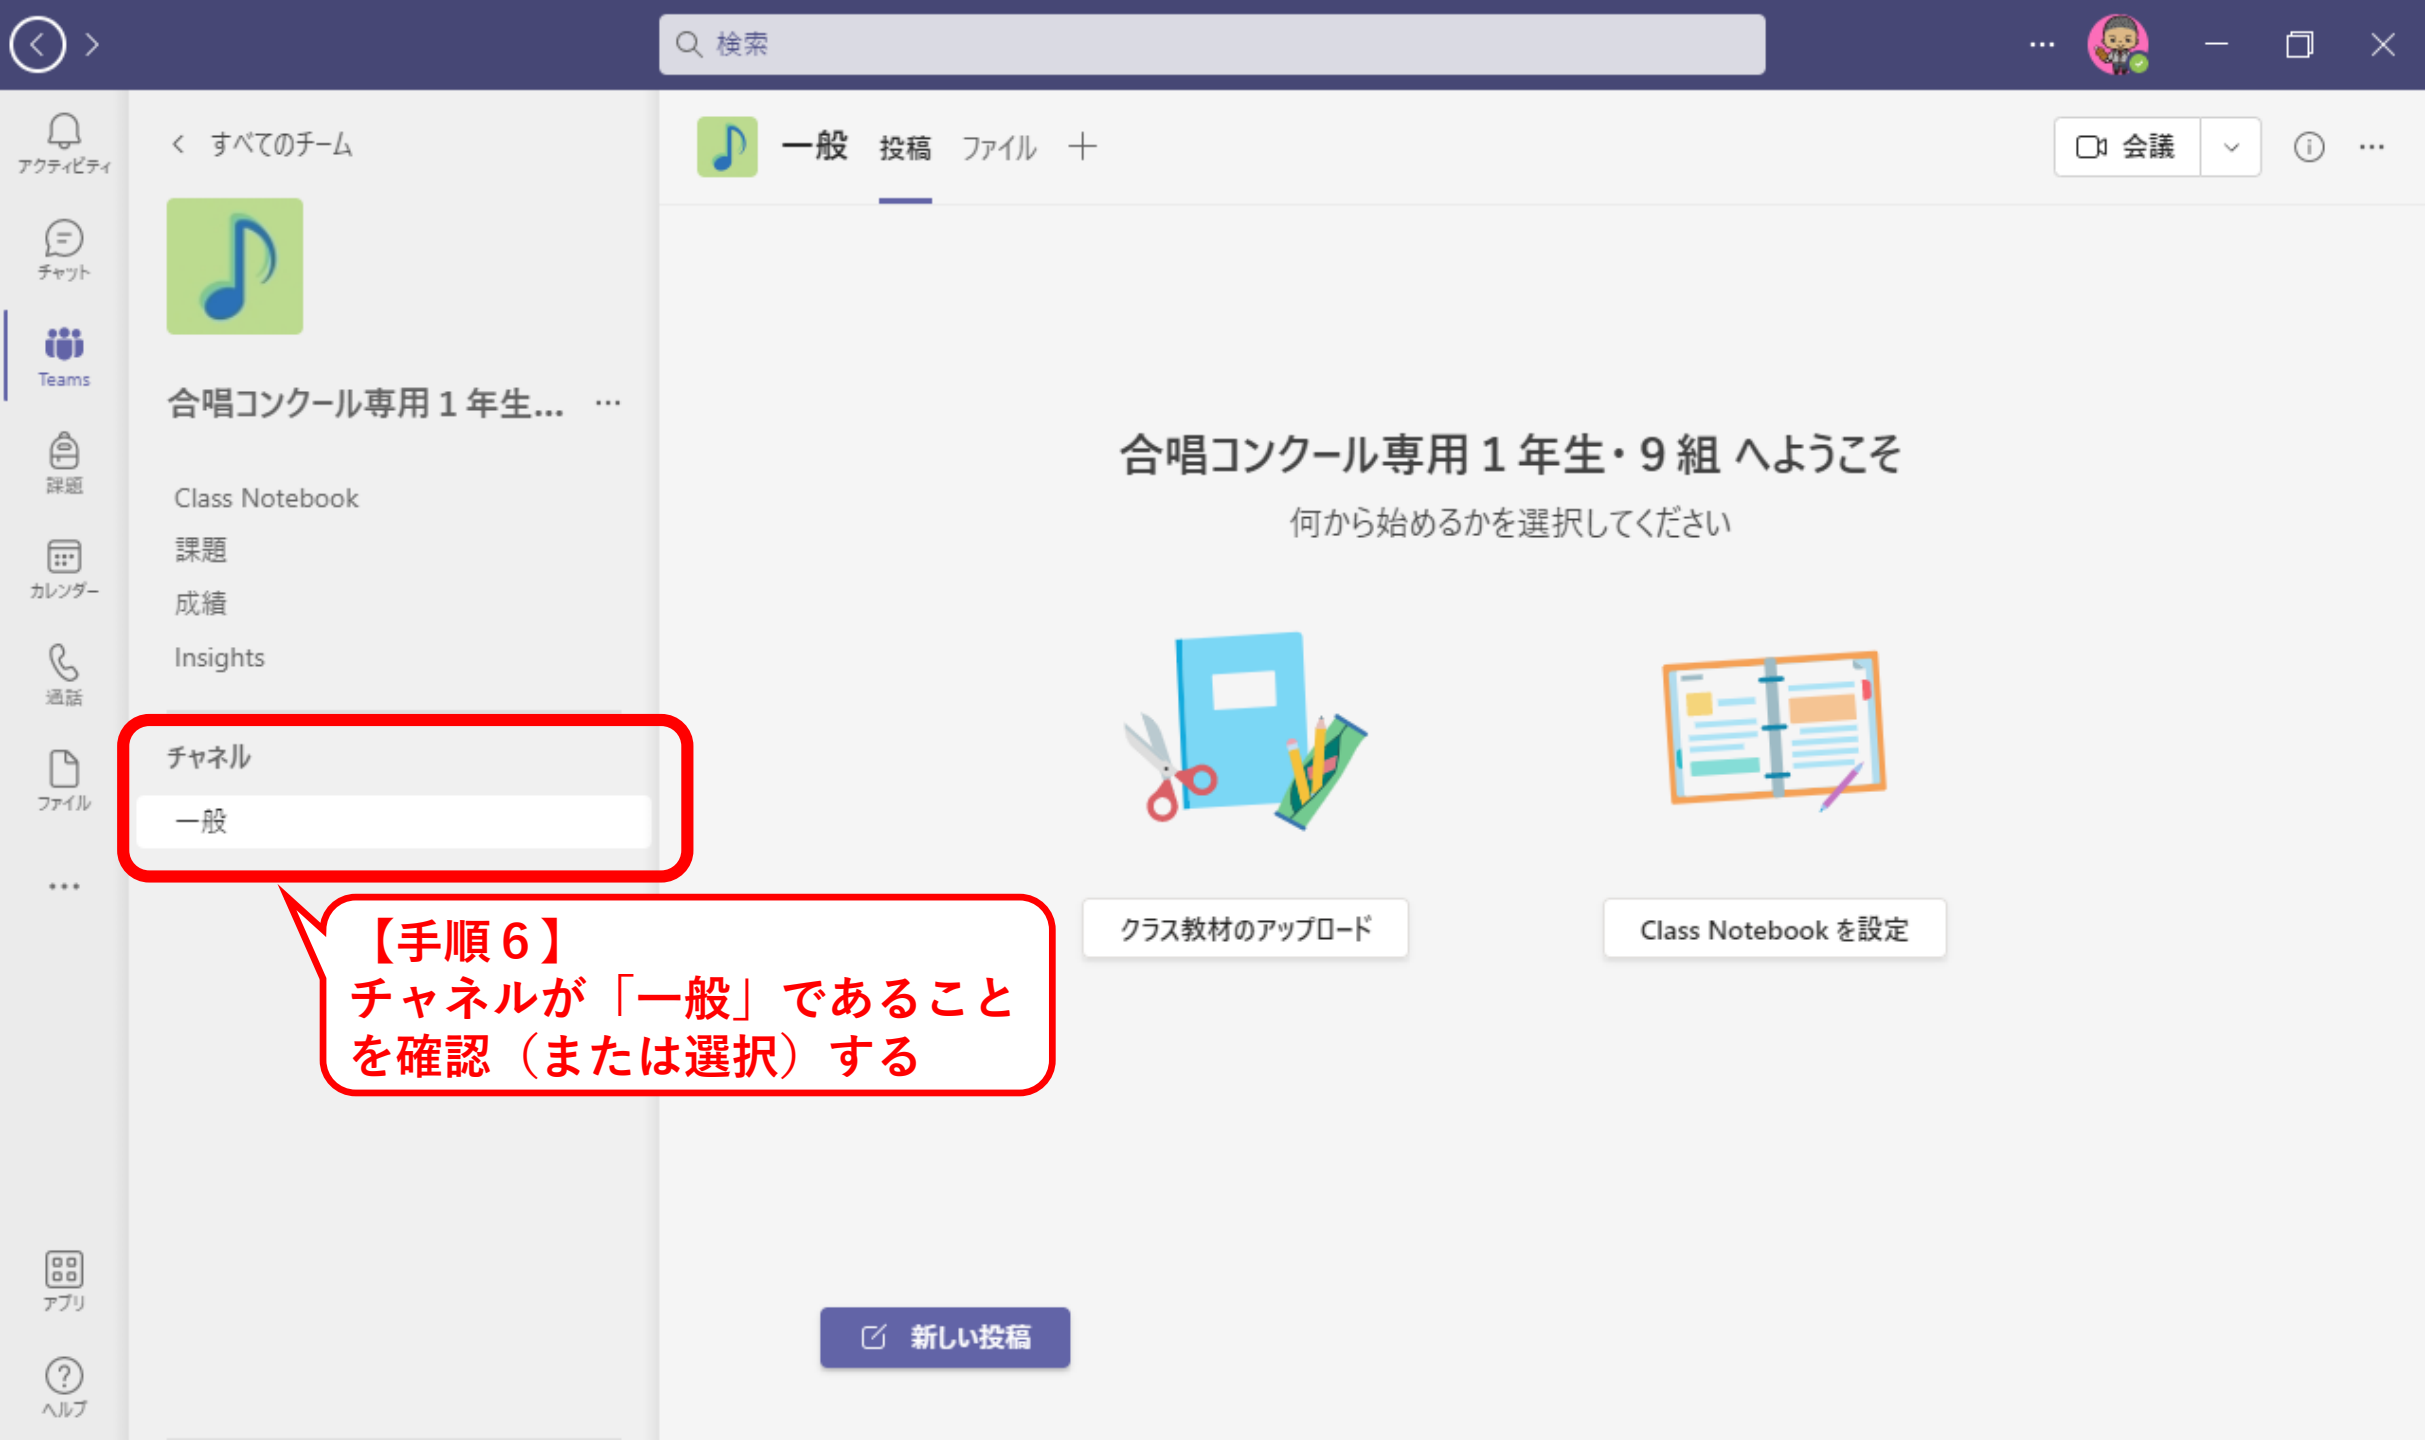 検索
アクティビティ
チャット
Teams
課題
カレンダー
通話
ファイル
アプリ
ヘルプ
すべてのチーム
合唱コンクール専用１年生...
Class Notebook
課題
成績
Insights
チャネル
一般
【手順６】
チャネルが「一般」であること
を確認（または選択）する
一般 投稿 ファイル
会議
合唱コンクール専用１年生・９組 へようこそ
何から始めるかを選択してください
クラス教材のアップロード
Class Notebook を設定
新しい投稿